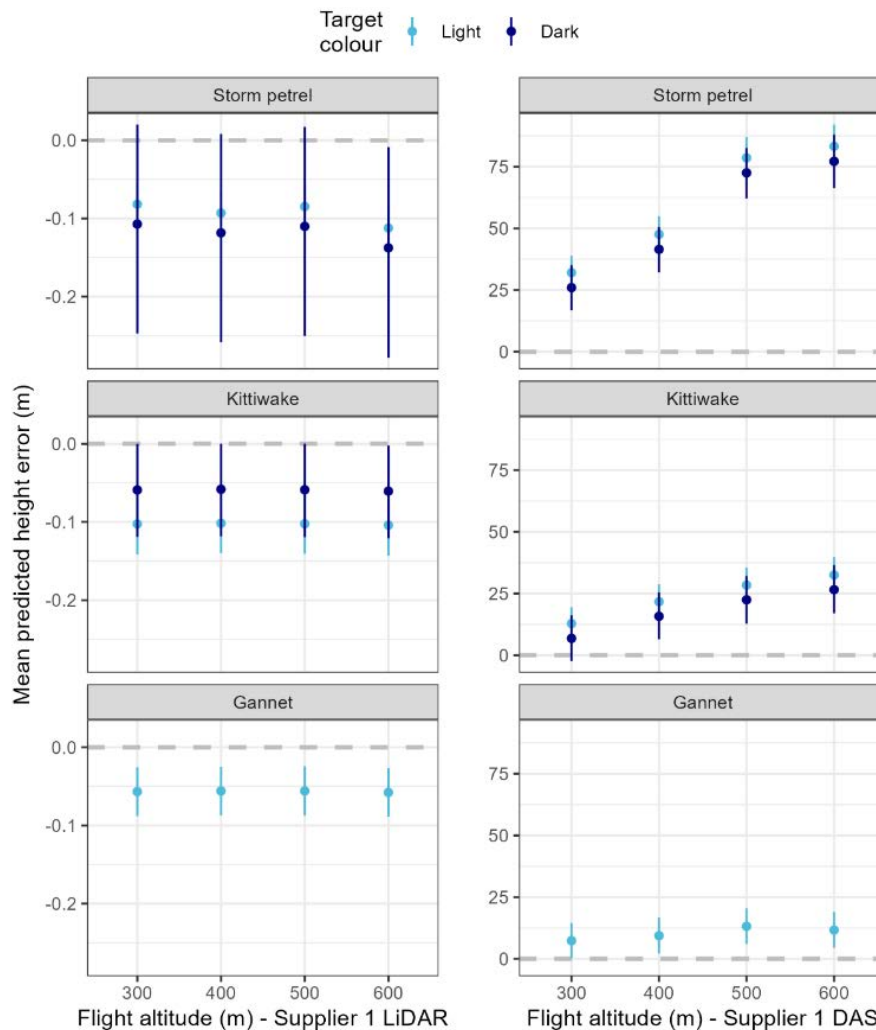 Target
colour
Light
Dark
Storm petrel
0.0
-0.1
-0.2
Storm petrel
75
50
25
0
Mean predicted height error (m)
Kittiwake
0.0
-0.1
-0.2
Kittiwake
75
50
25
0
Gannet
0.0
-0.1
-0.2
300 400 500 600
Flight altitude (m) - Supplier 1 LiDAR
Gannet
75
50
25
0
300 400 500 600
Flight altitude (m) - Supplier 1 DAS